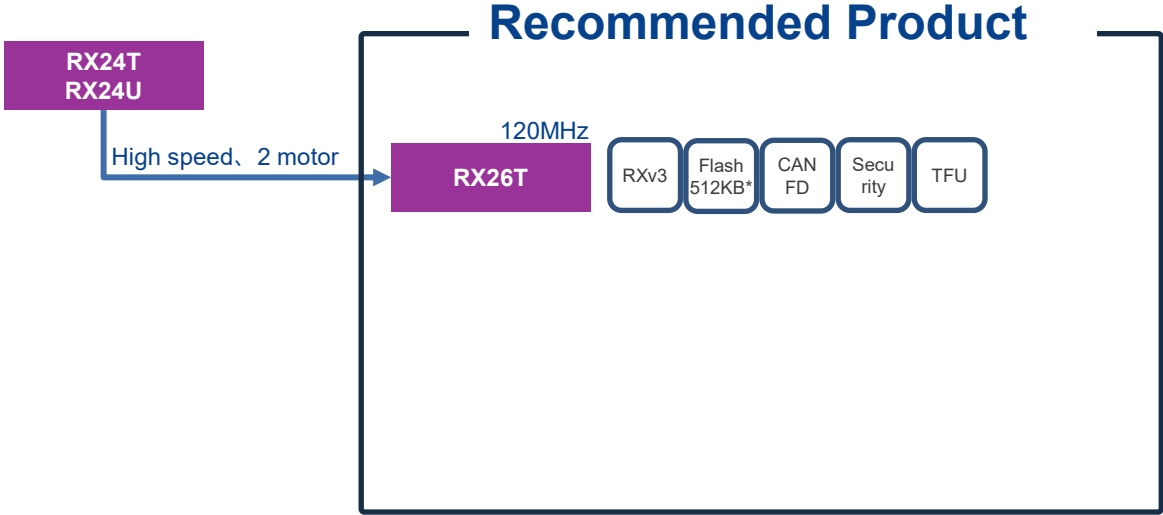 Recommended Product
RX24T
RX24U
High speed、2 motor
120MHz
RX26T
RXv3
Flash
512KB*
CAN
FD
Secu
rity
TFU